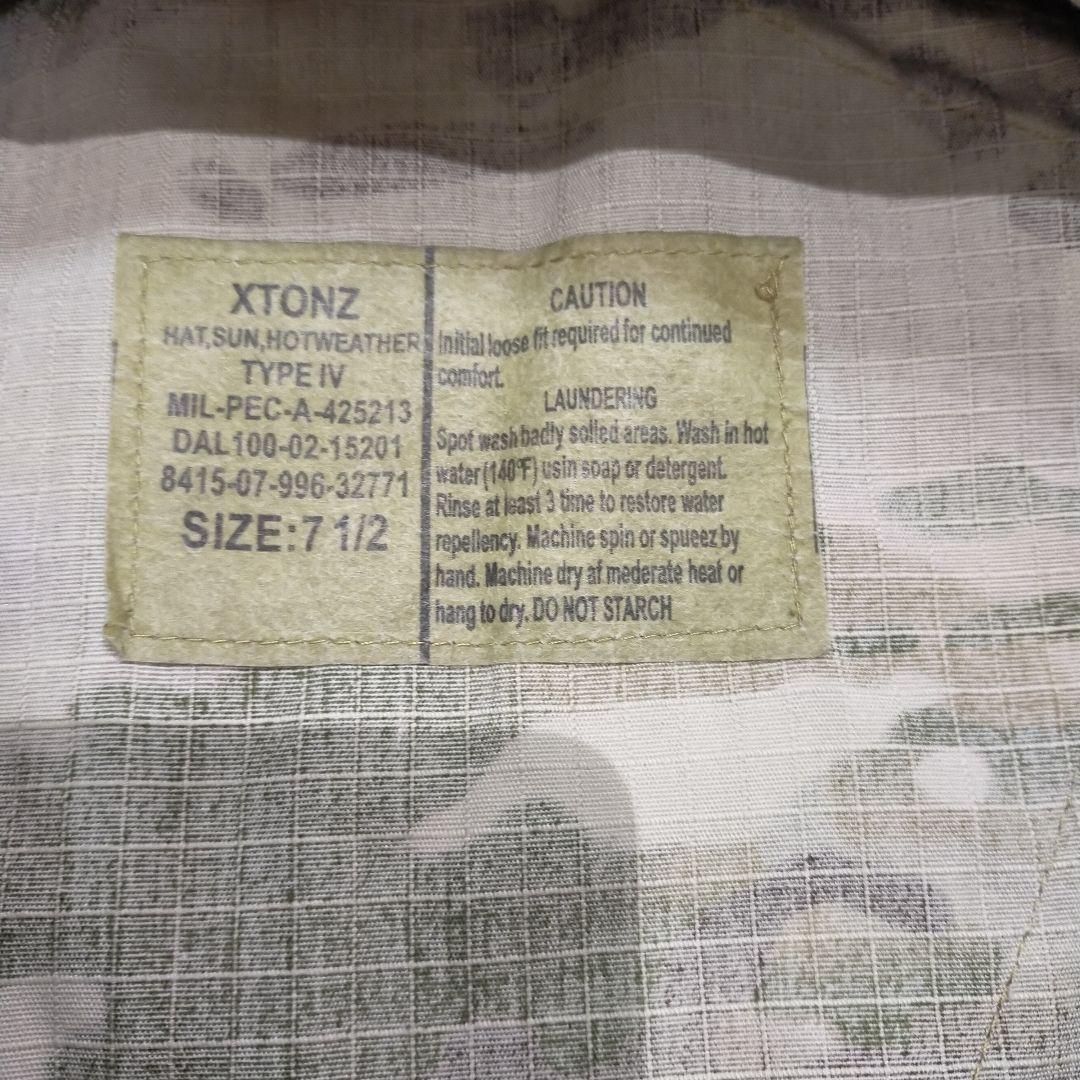 XTONZ
HAT,SUN,HOTWEATHER
TYPE IV
MIL-PEC-A-425213
DAL100-02-15201
8415-07-996-32771
SIZE:7 1/2
CAUTION
Initial loose fit required for continued
comfort.
LAUNDERING
Spot wash badly solled areas. Wash in hot
water (140°F) usin soap or detergent.
Rinse at least 3 time to restore water
repellency. Machine spin or spueez by
hand. Machine dry af mederate heat or
hang to dry. DO NOT STARCH